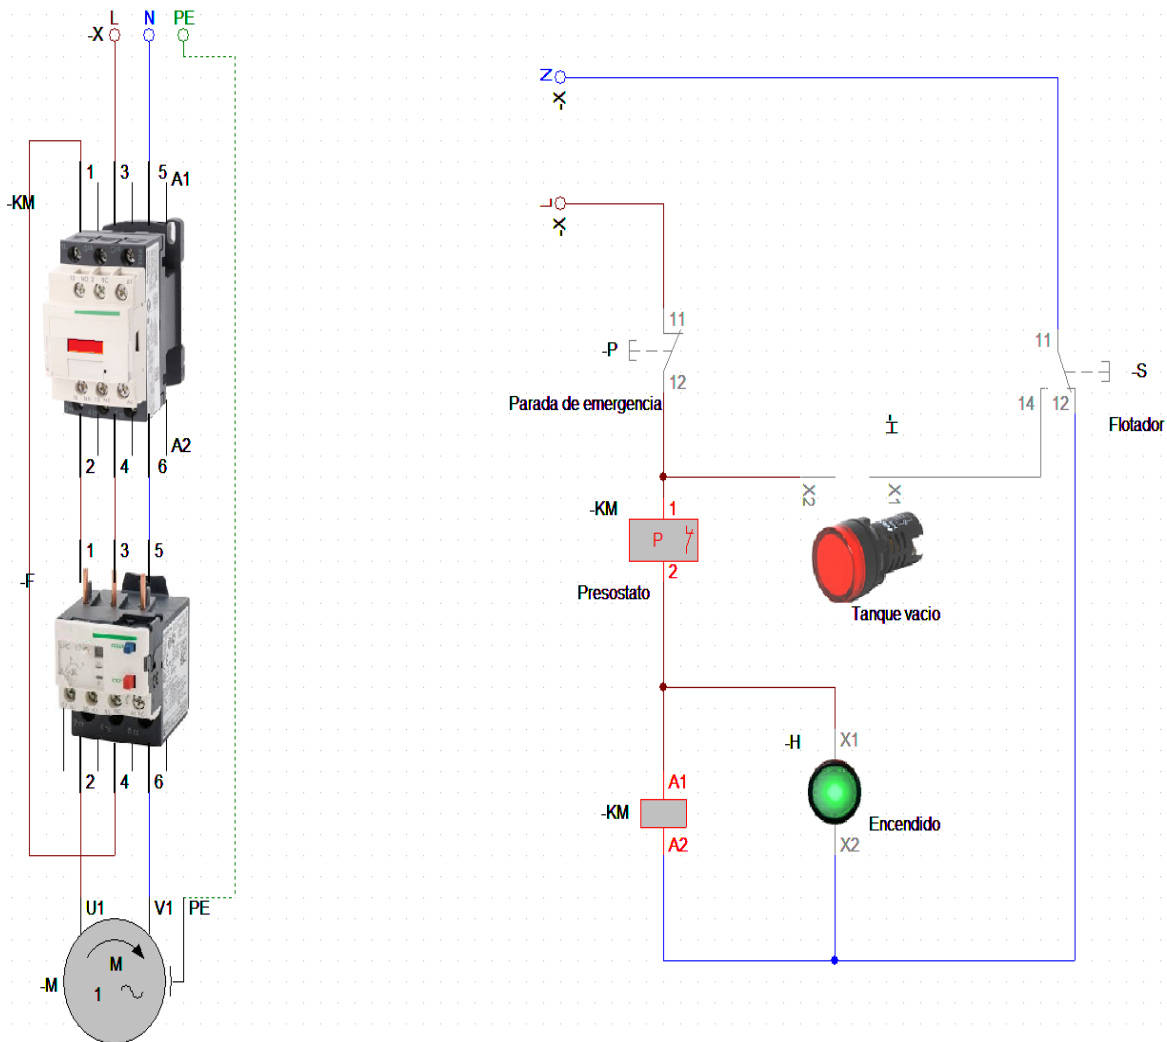 L N PE
-X
1 3 5 A1
-KM
A2
2 4 6
1 3 5
-F
2 4 6
U1 V1 PE
M
1
-M
N
-X
L
-X
11
-P
12
Parada de emergencia
11
-S
14 12
Flotador
-H
X2 X1
-KM 1
P
2
Presostato
Tanque vacio
-H X1
A1
-KM
Encendido
A2
X2